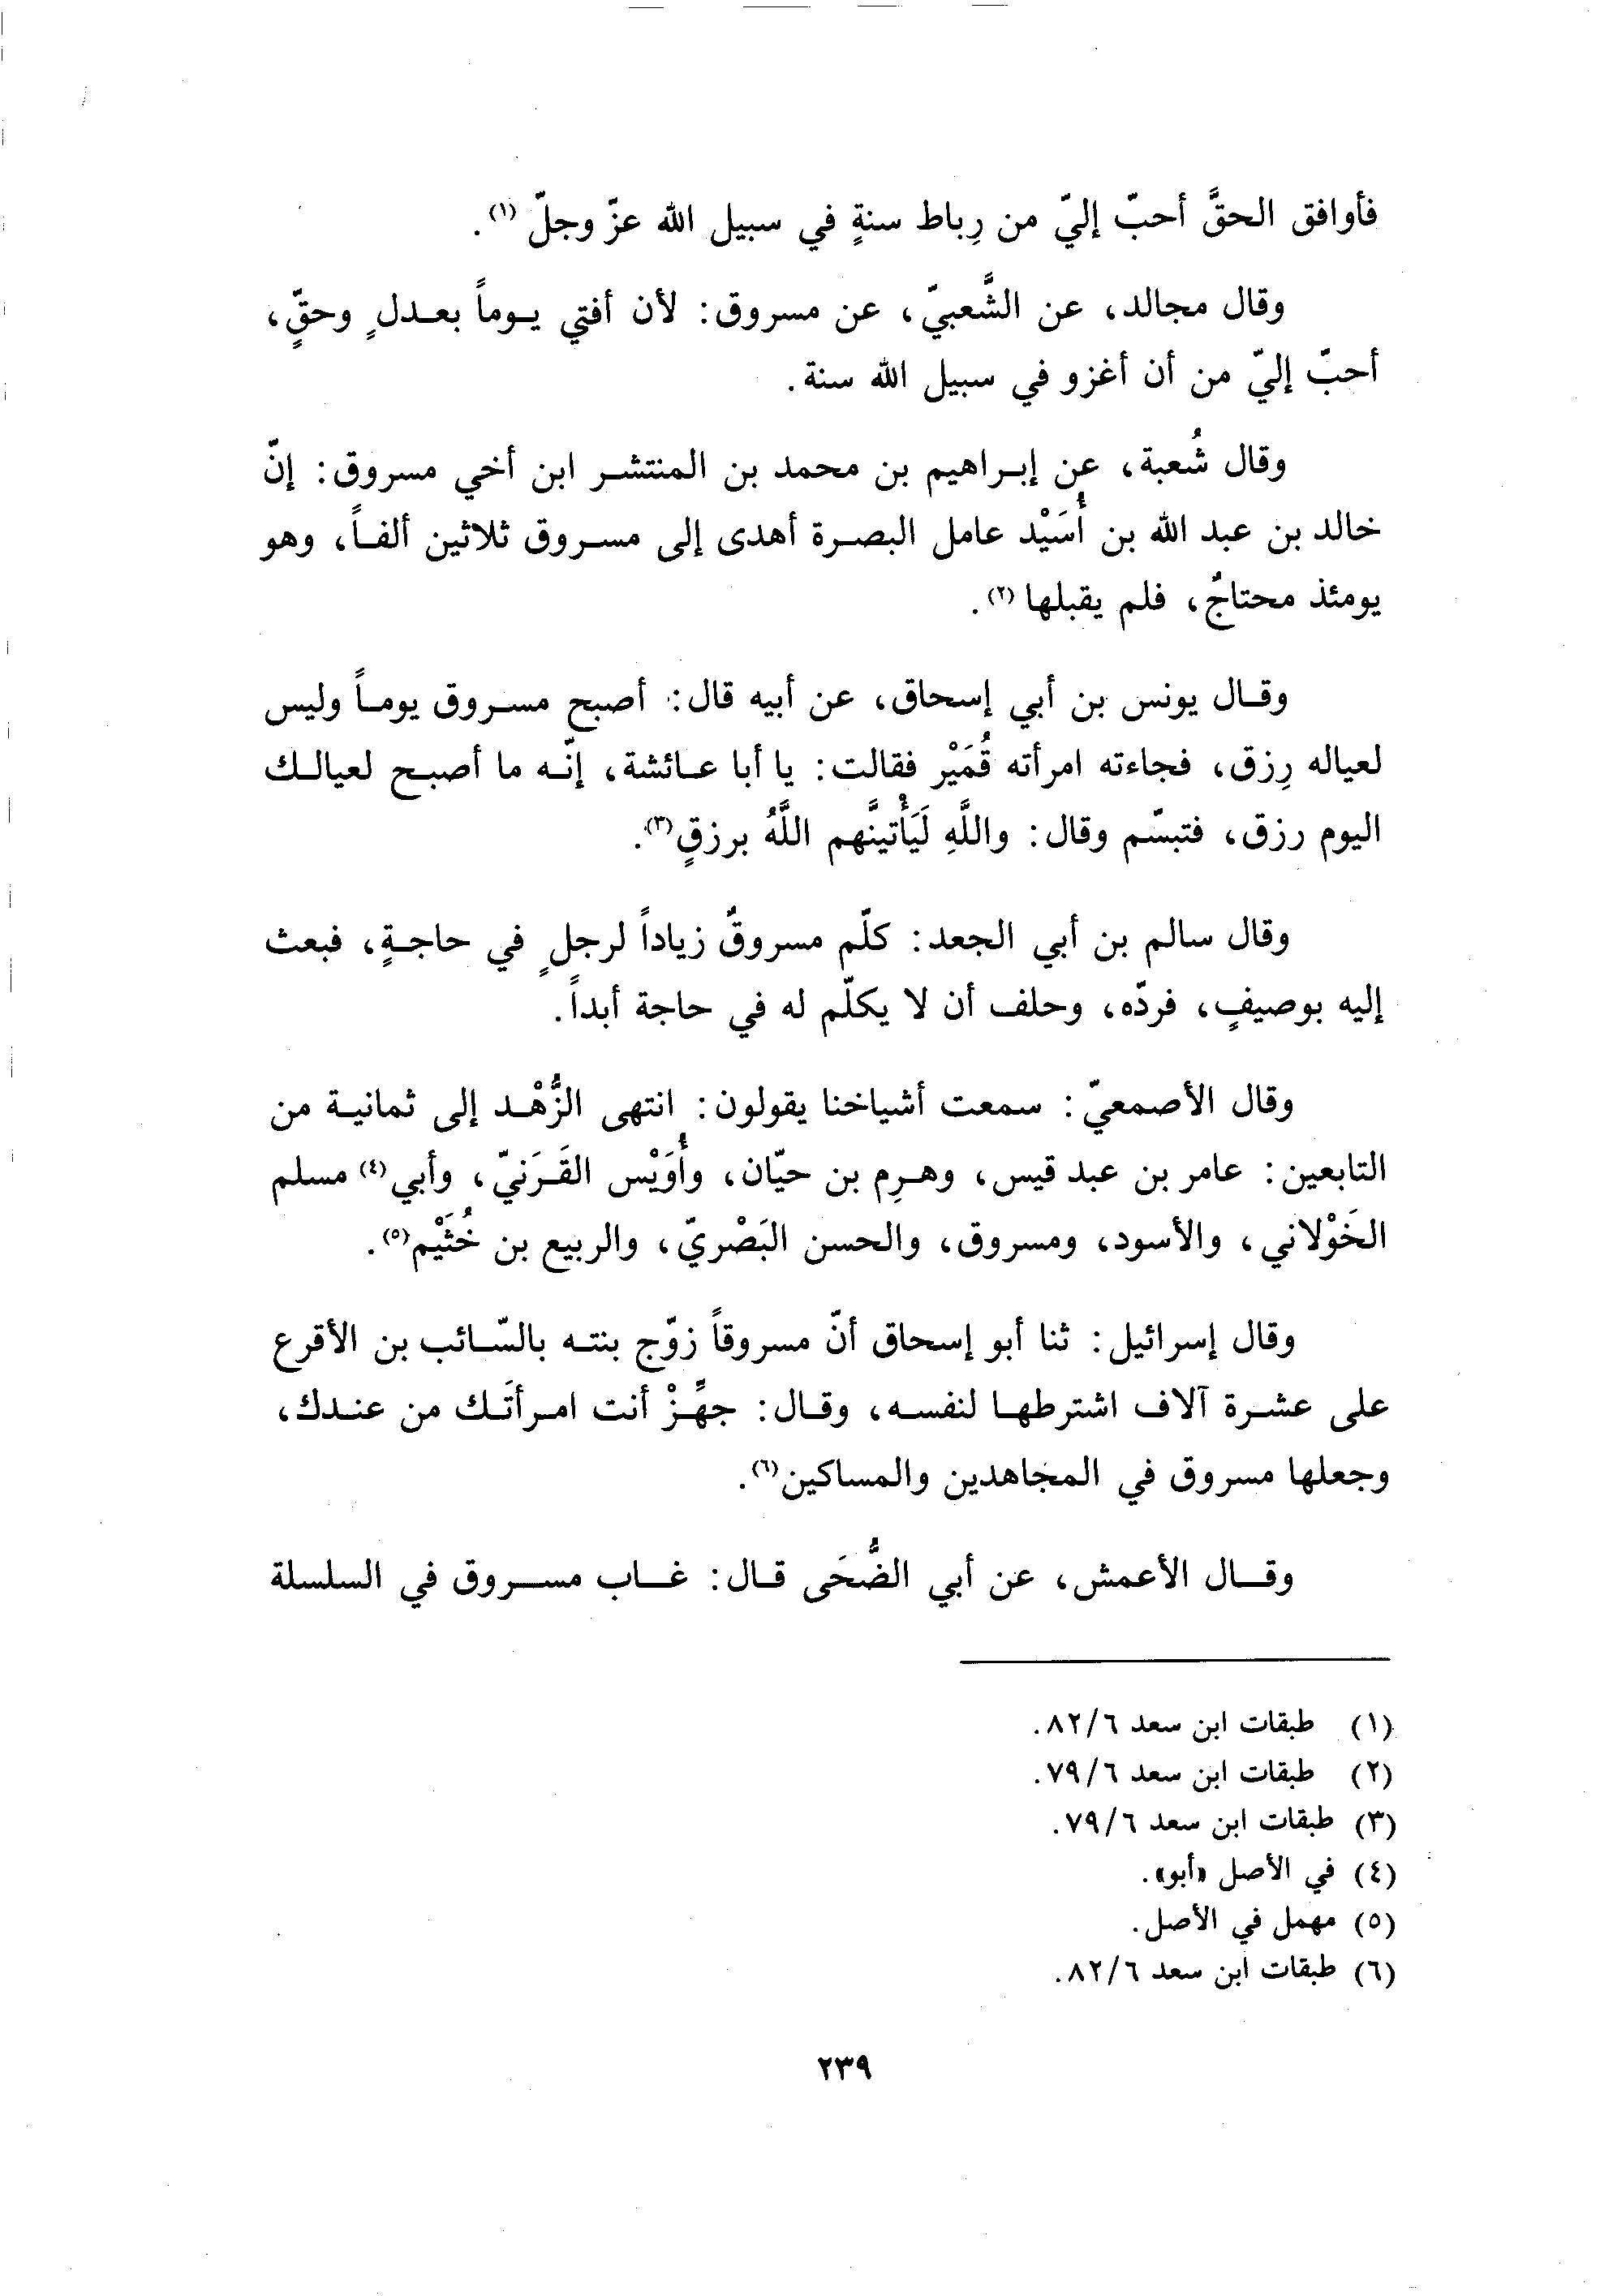 فأوافق الحقَّ أحبّ إليّ من رِباط سنةٍ في سبيل الله عزّ وجلّ (١).
وقال مجالد، عن الشَّعبيّ، عن مسروق: لأن أفتي يوماً بعدلٍ وحقٍّ،
أحبّ إليّ من أن أغزو في سبيل الله سنة.
وقال شُعبة، عن إبراهيم بن محمد بن المنتشر ابن أخي مسروق: إنّ
خالد بن عبد الله بن أُسَيْد عامل البصرة أهدى إلى مسروق ثلاثين ألفاً، وهو
يومئذ محتاجٌ، فلم يقبلها (٢).
وقال يونس بن أبي إسحاق، عن أبيه قال: أصبح مسروق يوماً وليس
لعياله رِزق، فجاءته امرأته قُمَيْر فقالت: يا أبا عائشة، إنّه ما أصبح لعيالك
اليوم رزق، فتبسّم وقال: واللَّهِ لَيَأْتينَّهم اللَّهُ برزقٍ(٣).
وقال سالم بن أبي الجعد: كلّم مسروقٌ زياداً لرجلٍ في حاجةٍ، فبعث
إليه بوصيفٍ، فردّه، وحلف أن لا يكلّم له في حاجة أبداً.
وقال الأصمعيّ: سمعت أشياخنا يقولون: انتهى الزُّهْد إلى ثمانية من
التابعين: عامر بن عبد قيس، وهرِم بن حيّان، وأُوَيْس القَرَنيّ، وأبي(٤) مسلم
الخَوْلاني، والأسود، ومسروق، والحسن البَصْريّ، والربيع بن خُثَيْم(٥).
وقال إسرائيل: ثنا أبو إسحاق أنّ مسروقاً زوّج بنته بالسّائب بن الأقرع
على عشرة آلاف اشترطها لنفسه، وقال: جهِّزْ أنت امرأتَك من عندك،
وجعلها مسروق في المجاهدين والمساكين(٦).
وقال الأعمش، عن أبي الضُّحَى قال: غاب مسروق في السلسلة
(١) طبقات ابن سعد ٨٢/٦.
(٢) طبقات ابن سعد ٧٩/٦.
(٣) طبقات ابن سعد ٧٩/٦.
(٤) في الأصل «أبو».
(٥) مهمل في الأصل.
(٦) طبقات ابن سعد ٨٢/٦.
٢٣٩